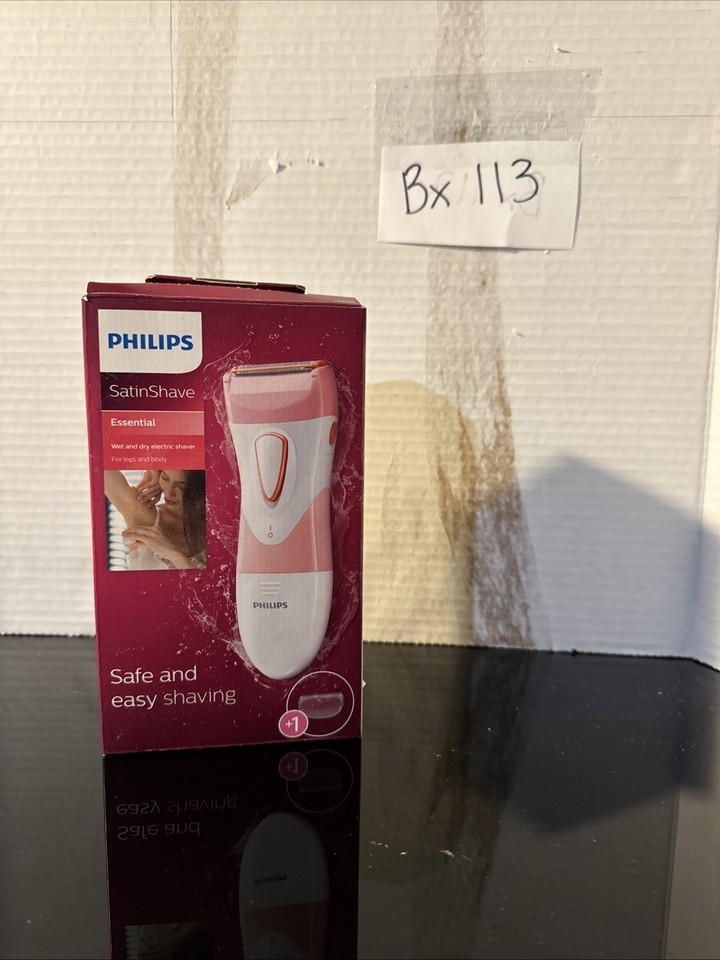 Bx 113
PHILIPS
SatinShave
Essential
Wet and dry electric shaver
For legs and body
I
O
PHILIPS
Safe and
easy shaving
+1